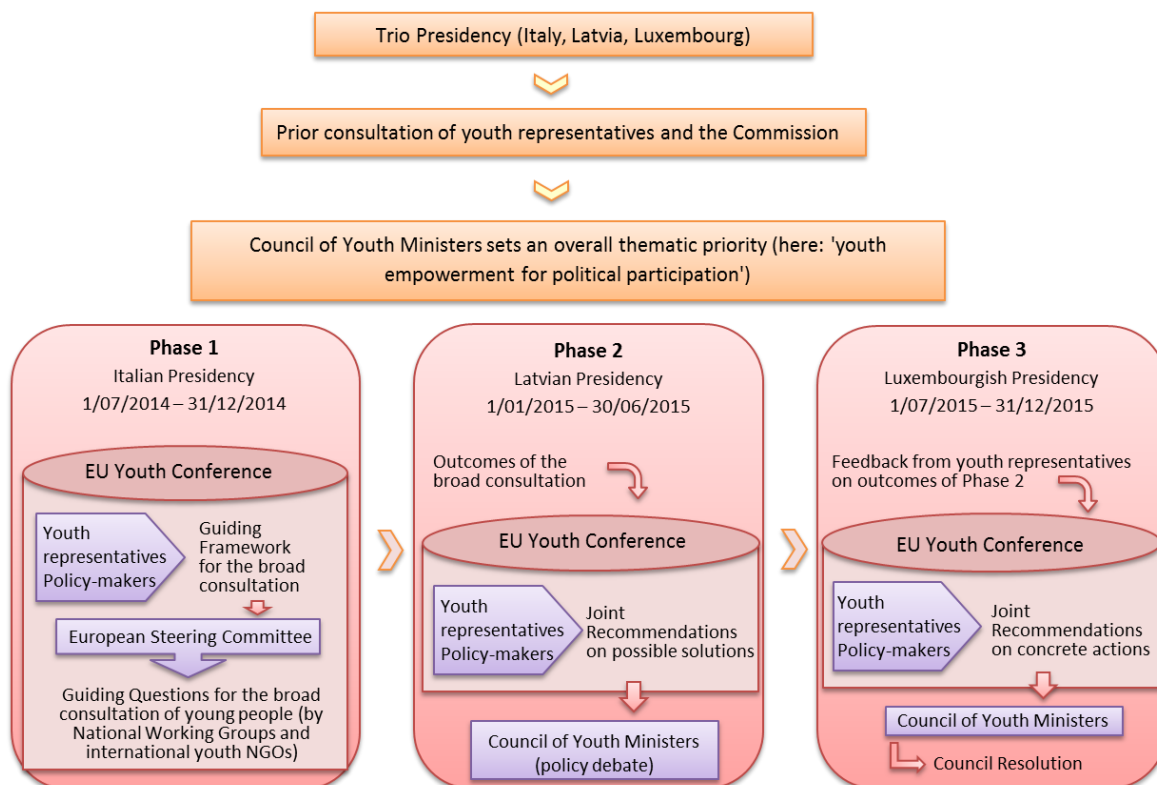 Trio Presidency (Italy, Latvia, Luxembourg)
Prior consultation of youth representatives and the Commission
Council of Youth Ministers sets an overall thematic priority (here: 'youth
empowerment for political participation')
Phase 1
Italian Presidency
1/07/2014 – 31/12/2014
EU Youth Conference
Youth
representatives
Policy-makers
Guiding
Framework
for the broad
consultation
European Steering Committee
Guiding Questions for the broad
consultation of young people (by
National Working Groups and
international youth NGOs)
Phase 2
Latvian Presidency
1/01/2015 – 30/06/2015
Outcomes of the
broad consultation
EU Youth Conference
Youth
representatives
Policy-makers
Joint
Recommendations
on possible solutions
Council of Youth Ministers
(policy debate)
Phase 3
Luxembourgish Presidency
1/07/2015 – 31/12/2015
Feedback from youth representatives
on outcomes of Phase 2
EU Youth Conference
Youth
representatives
Policy-makers
Joint
Recommendations
on concrete actions
Council of Youth Ministers
Council Resolution